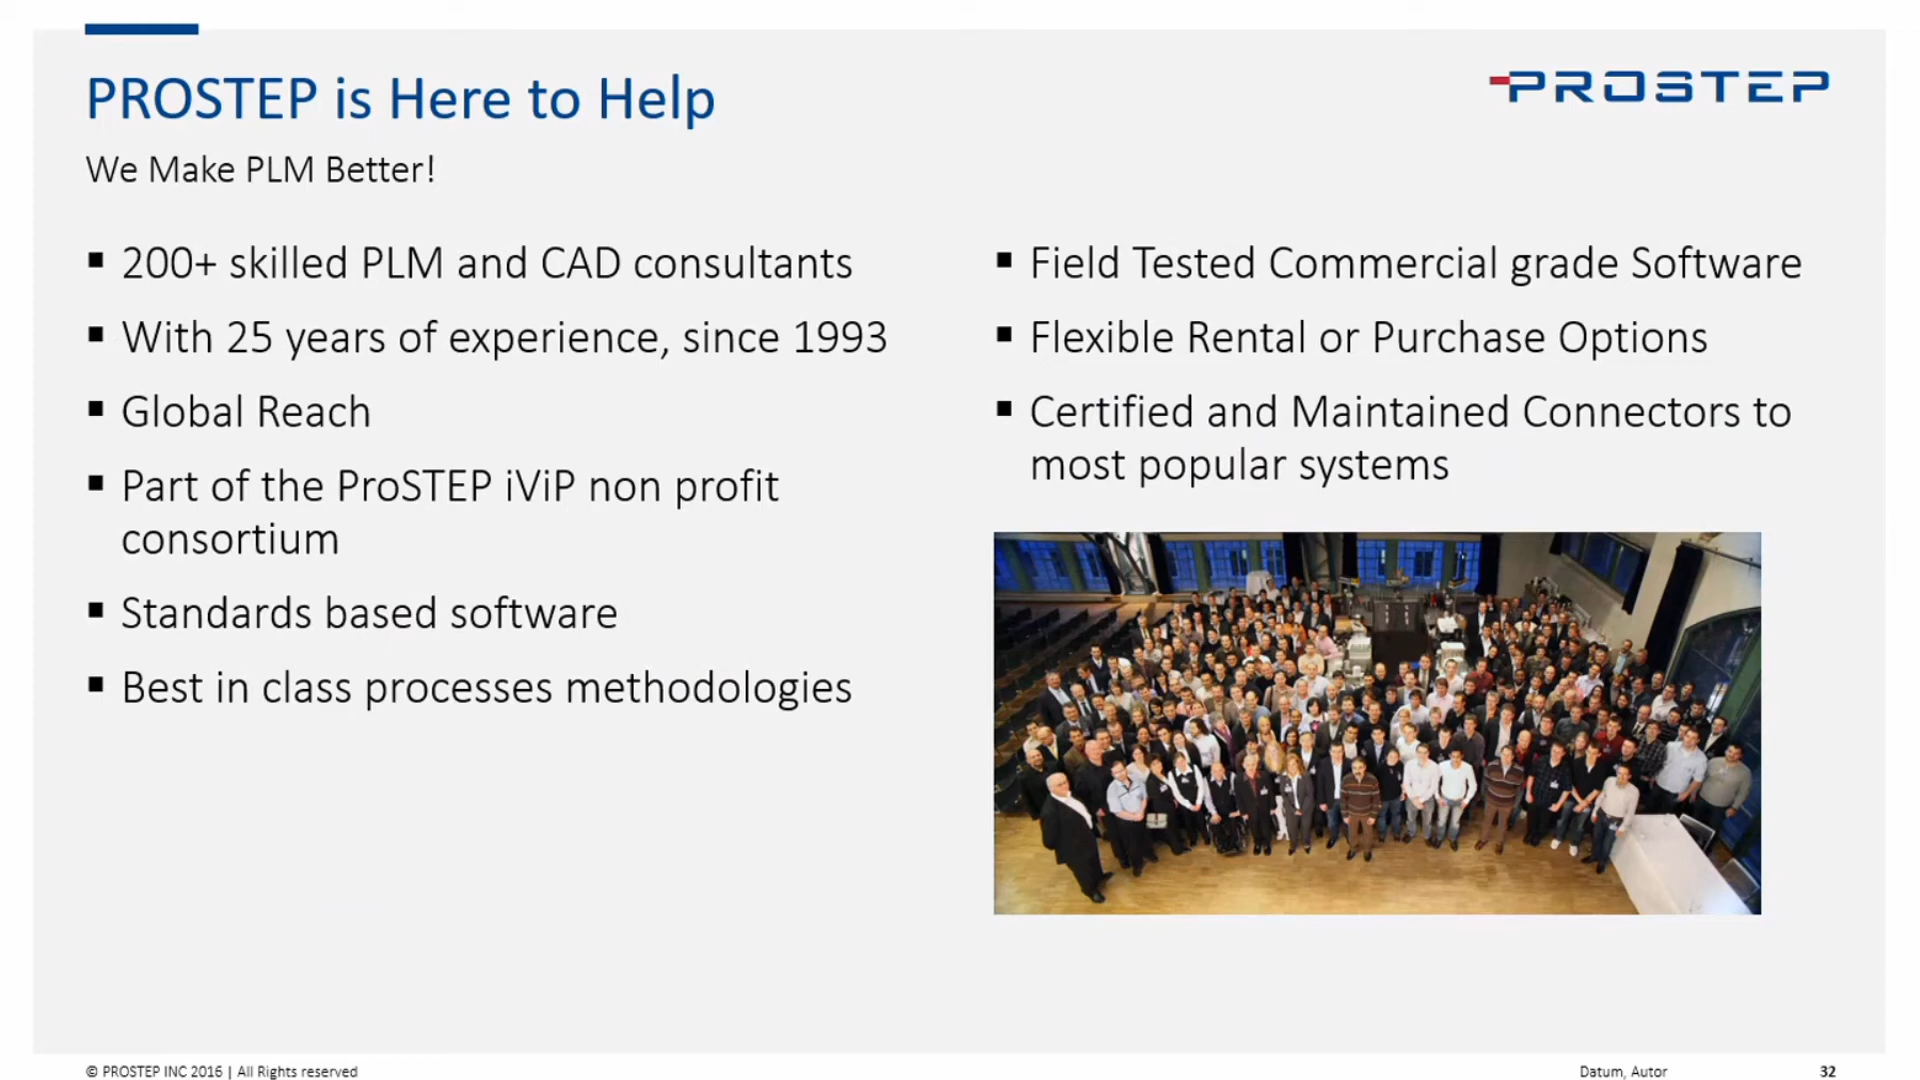 PROSTEP is Here to Help
PROSTEP
We Make PLM Better!
▪ 200+ skilled PLM and CAD consultants
▪ With 25 years of experience, since 1993
▪ Global Reach
▪ Part of the ProSTEP iViP non profit
consortium
▪ Standards based software
▪ Best in class processes methodologies
▪ Field Tested Commercial grade Software
▪ Flexible Rental or Purchase Options
▪ Certified and Maintained Connectors to
most popular systems
© PROSTEP INC 2016 | All Rights reserved
Datum, Autor
32